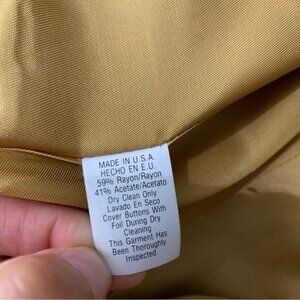 MADE IN U.S.A
HECHO EN E U.
59% Rayon/Rayon
41% Acetate/Acetato
Dry Clean Only
Lavado En Seco
Cover Buttons With
Foil During Dry
Cleaning
This Garment Has
Been Thoroughly
Inspected